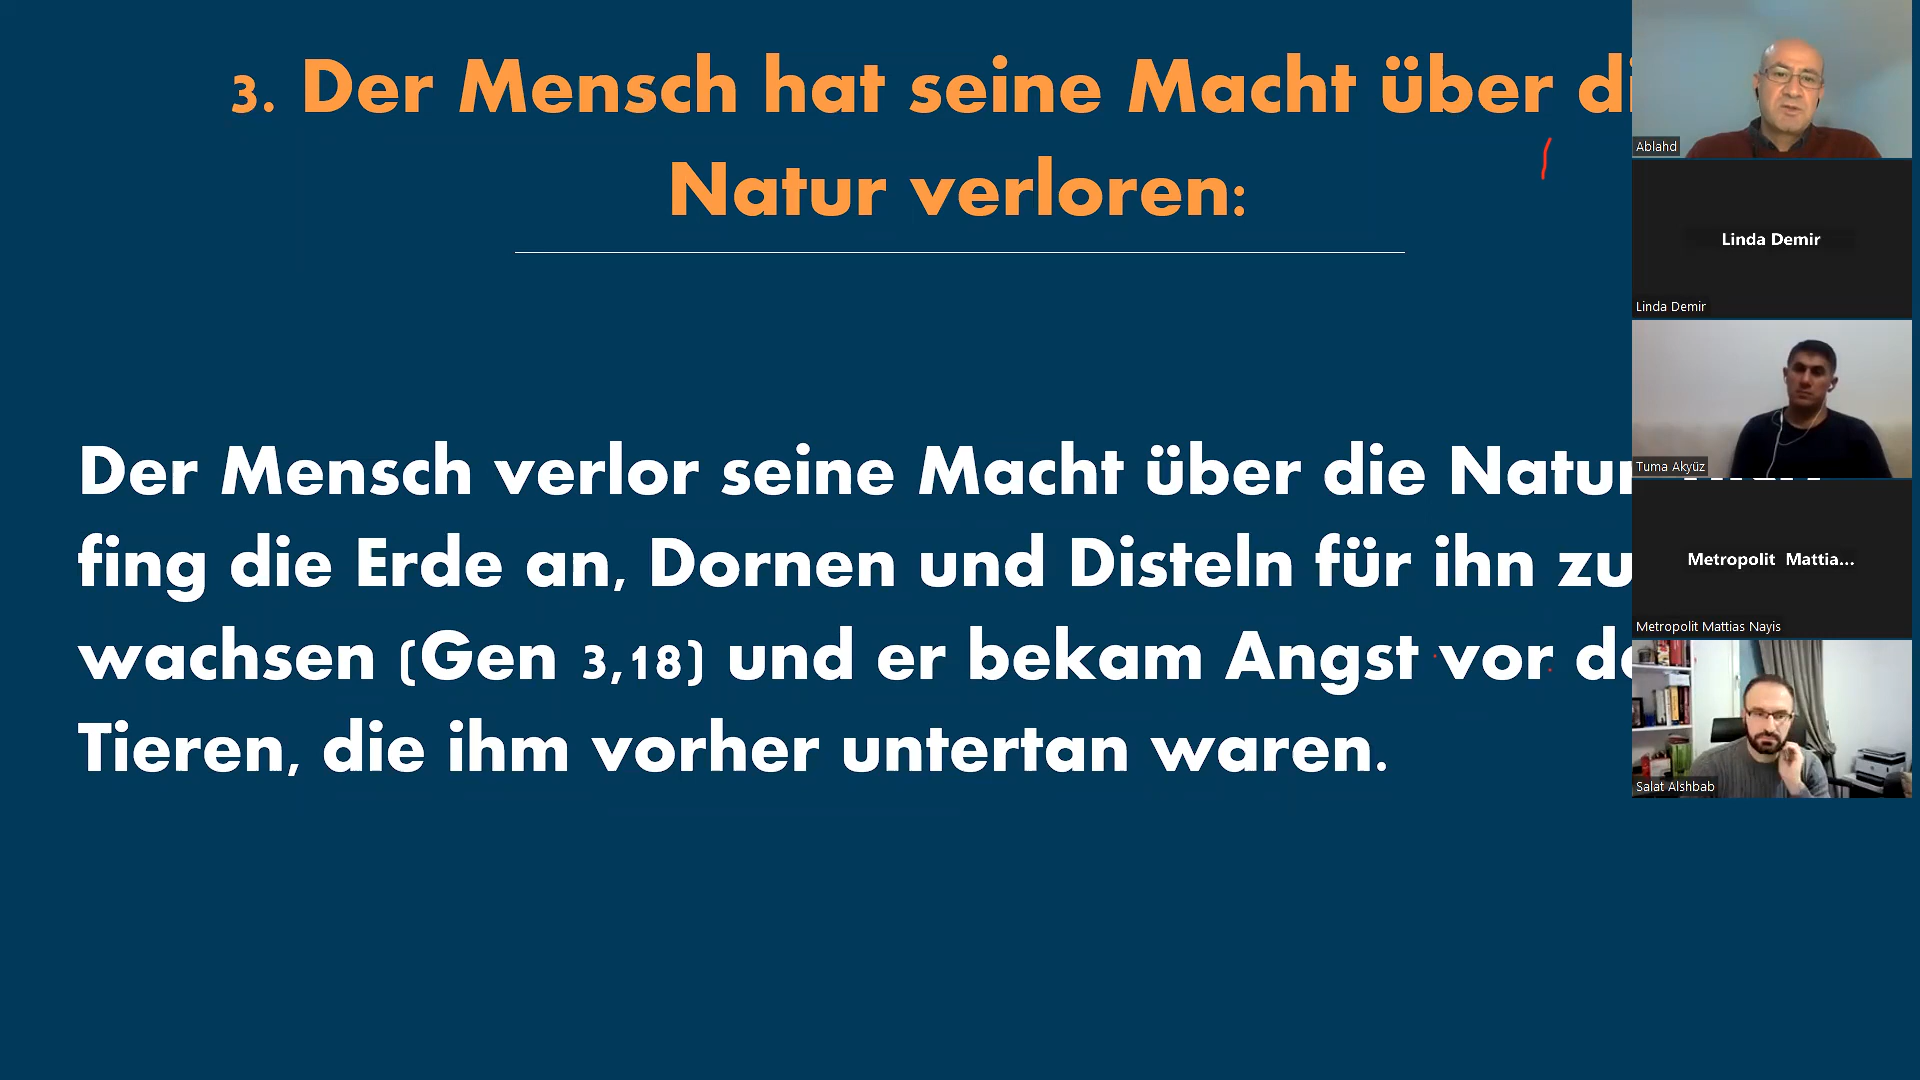 3. Der Mensch hat seine Macht über
Natur verloren:
Der Mensch verlor seine Macht über die Natur
fing die Erde an, Dornen und Disteln für ihn zu
wachsen (Gen 3,18) und er bekam Angst vor
Tieren, die ihm vorher untertan waren.
Ablahd
Linda Demir
Linda Demir
Tuma Akyüz
Metropolit Mattia...
Metropolit Mattias Nayis
Salat Alshbab